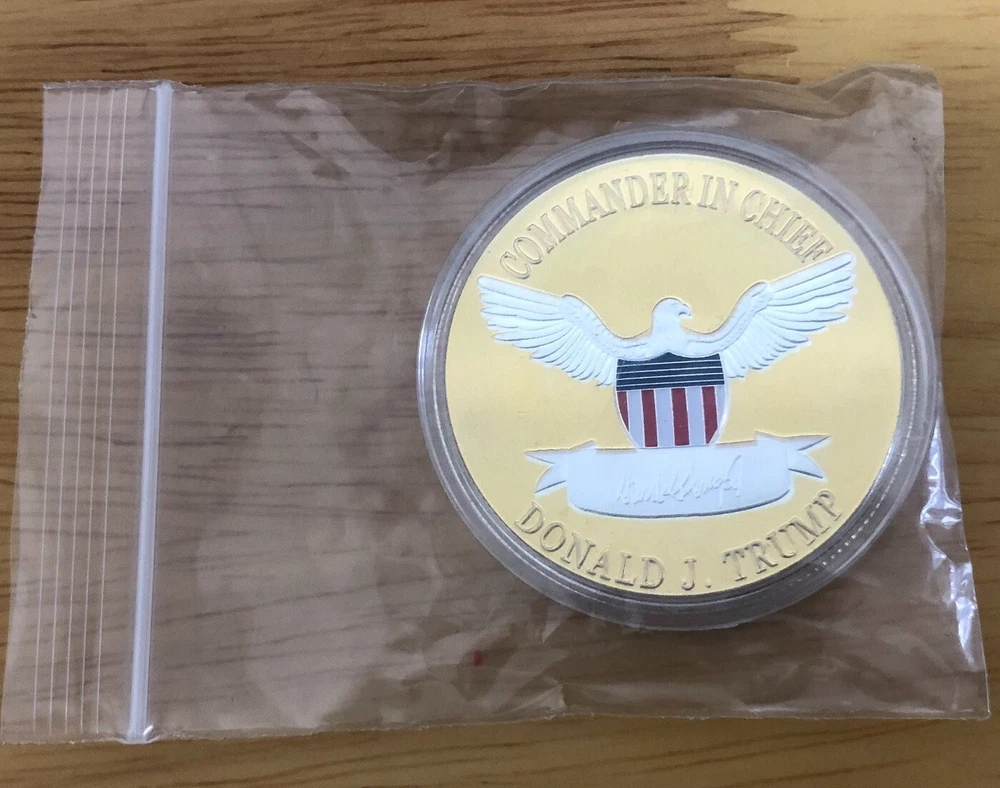 COMMANDER IN CHIEF
DONALD J. TRUMP